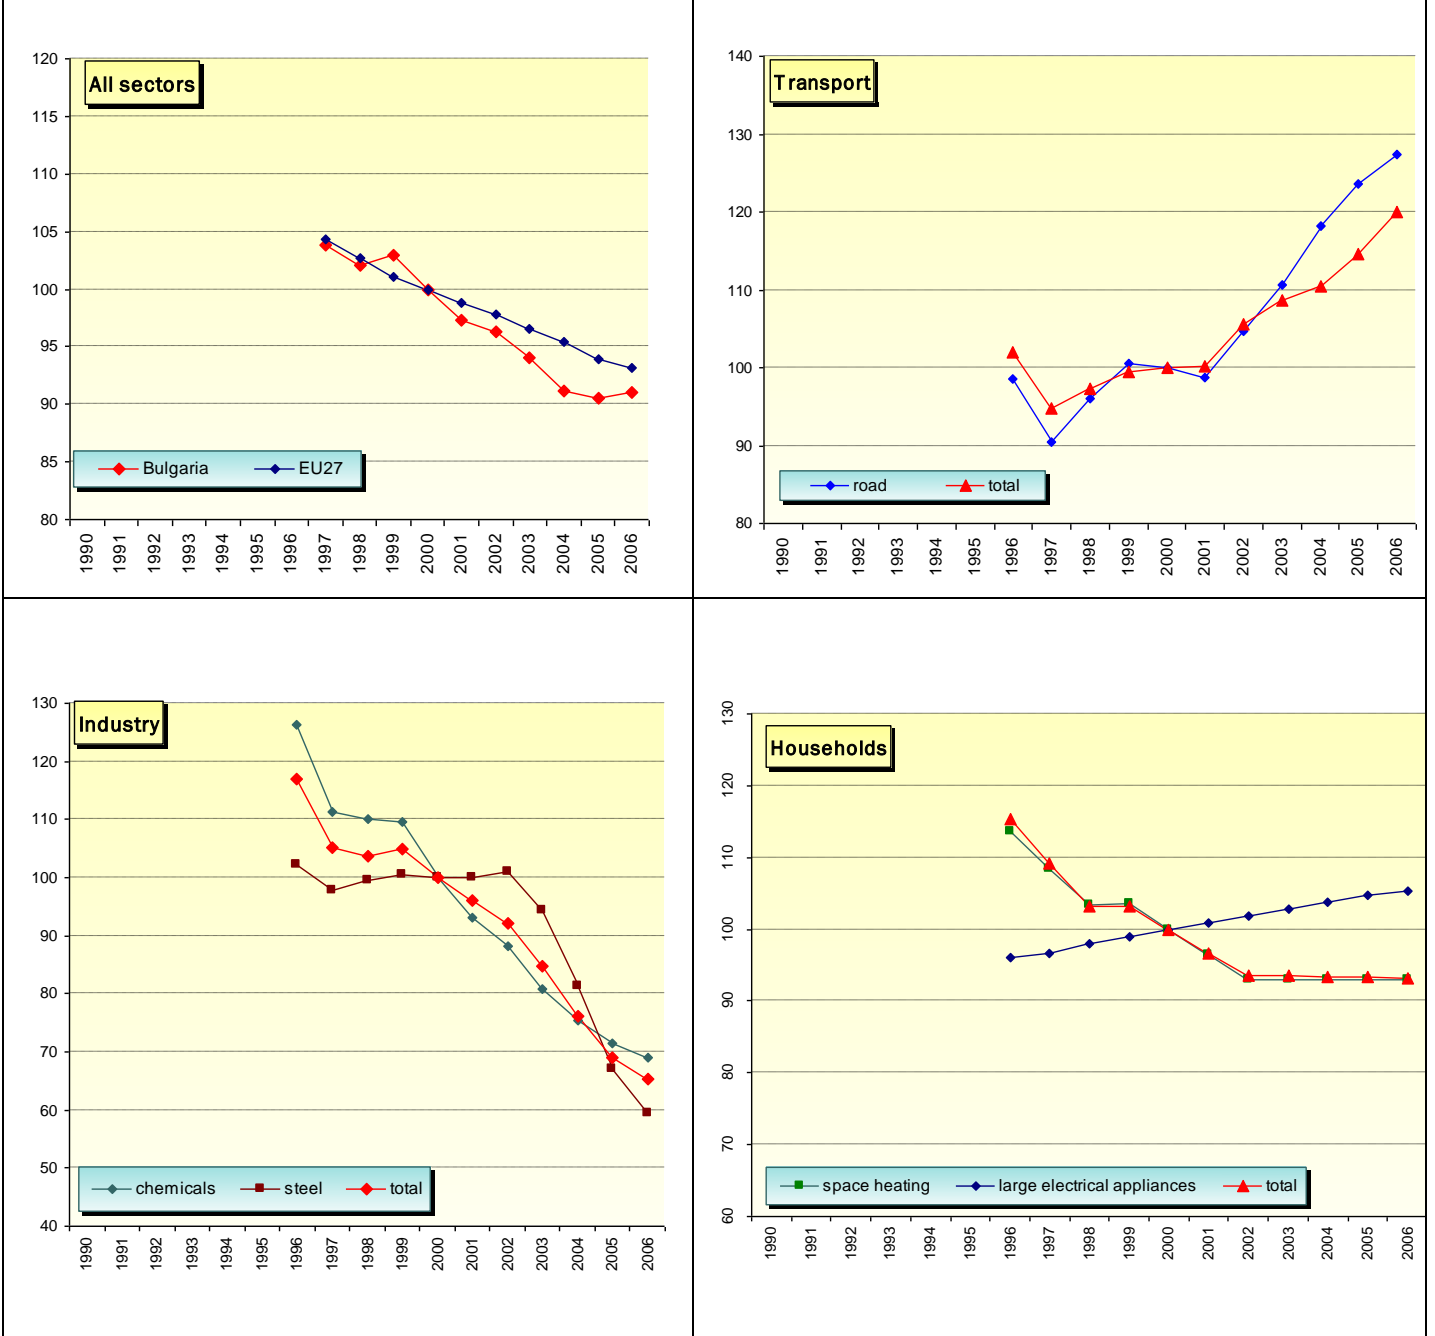 All sectors
120
115
110
105
100
95
90
85
80
Bulgaria EU27
1990 1991 1992 1993 1994 1995 1996 1997 1998 1999 2000 2001 2002 2003 2004 2005 2006
Transport
140
130
120
110
100
90
80
road total
1990 1991 1992 1993 1994 1995 1996 1997 1998 1999 2000 2001 2002 2003 2004 2005 2006
Industry
130
120
110
100
90
80
70
60
50
40
chemicals steel total
1990 1991 1992 1993 1994 1995 1996 1997 1998 1999 2000 2001 2002 2003 2004 2005 2006
Households
130
120
110
100
90
80
70
60
space heating large electrical appliances total
1990 1991 1992 1993 1994 1995 1996 1997 1998 1999 2000 2001 2002 2003 2004 2005 2006